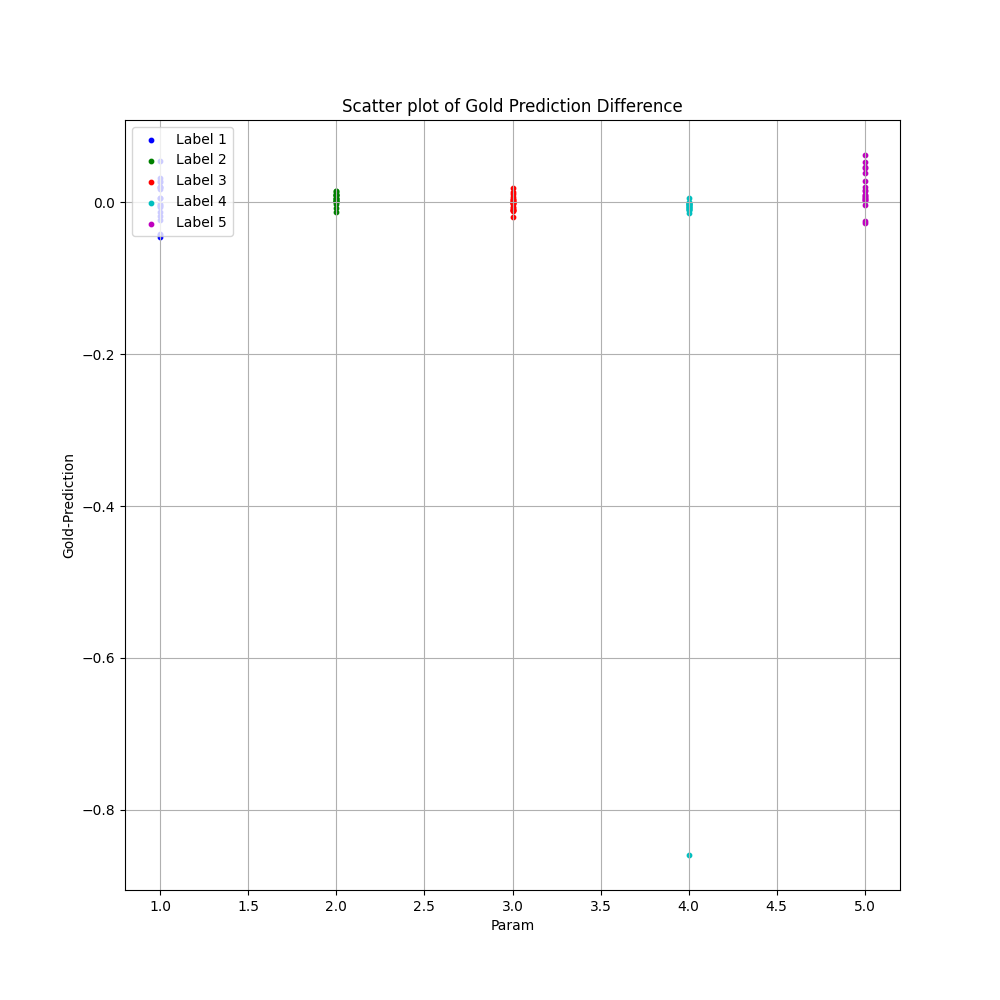 Scatter plot of Gold Prediction Difference
Label 1
Label 2
Label 3
Label 4
Label 5
0.0
−0.2
−0.4
−0.6
−0.8
Gold-Prediction
1.0 1.5 2.0 2.5 3.0 3.5 4.0 4.5 5.0
Param